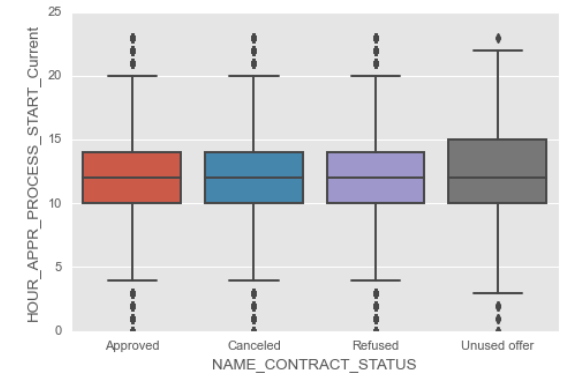 HOUR_APPR_PROCESS_START_Current
25
20
15
10
5
0
Approved Canceled Refused Unused offer
NAME_CONTRACT_STATUS